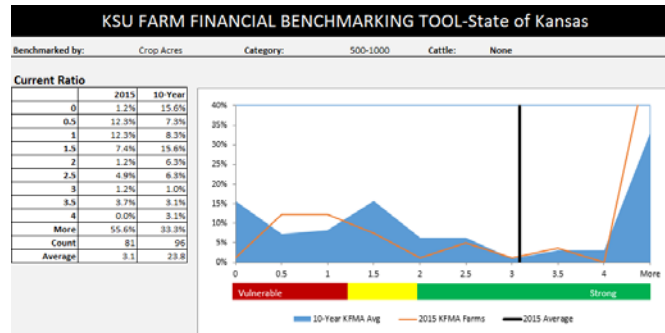 KSU FARM FINANCIAL BENCHMARKING TOOL-State of Kansas
Benchmarked by: Crop Acres Category: 500-1000 Cattle: None
Current Ratio
2015 10-Year
0 1.2% 15.6%
0.5 12.3% 7.3%
1 12.3% 8.3%
1.5 7.4% 15.6%
2 1.2% 6.3%
2.5 4.9% 6.3%
3 1.2% 1.0%
3.5 3.7% 3.1%
4 0.0% 3.1%
More 55.6% 33.3%
Count 81 96
Average 3.1 23.8
40%
35%
30%
25%
20%
15%
10%
5%
0%
0 0.5 1 1.5 2 2.5 3 3.5 4 More
Vulnerable Strong
10-Year KFMA Avg 2015 KFMA Farms 2015 Average